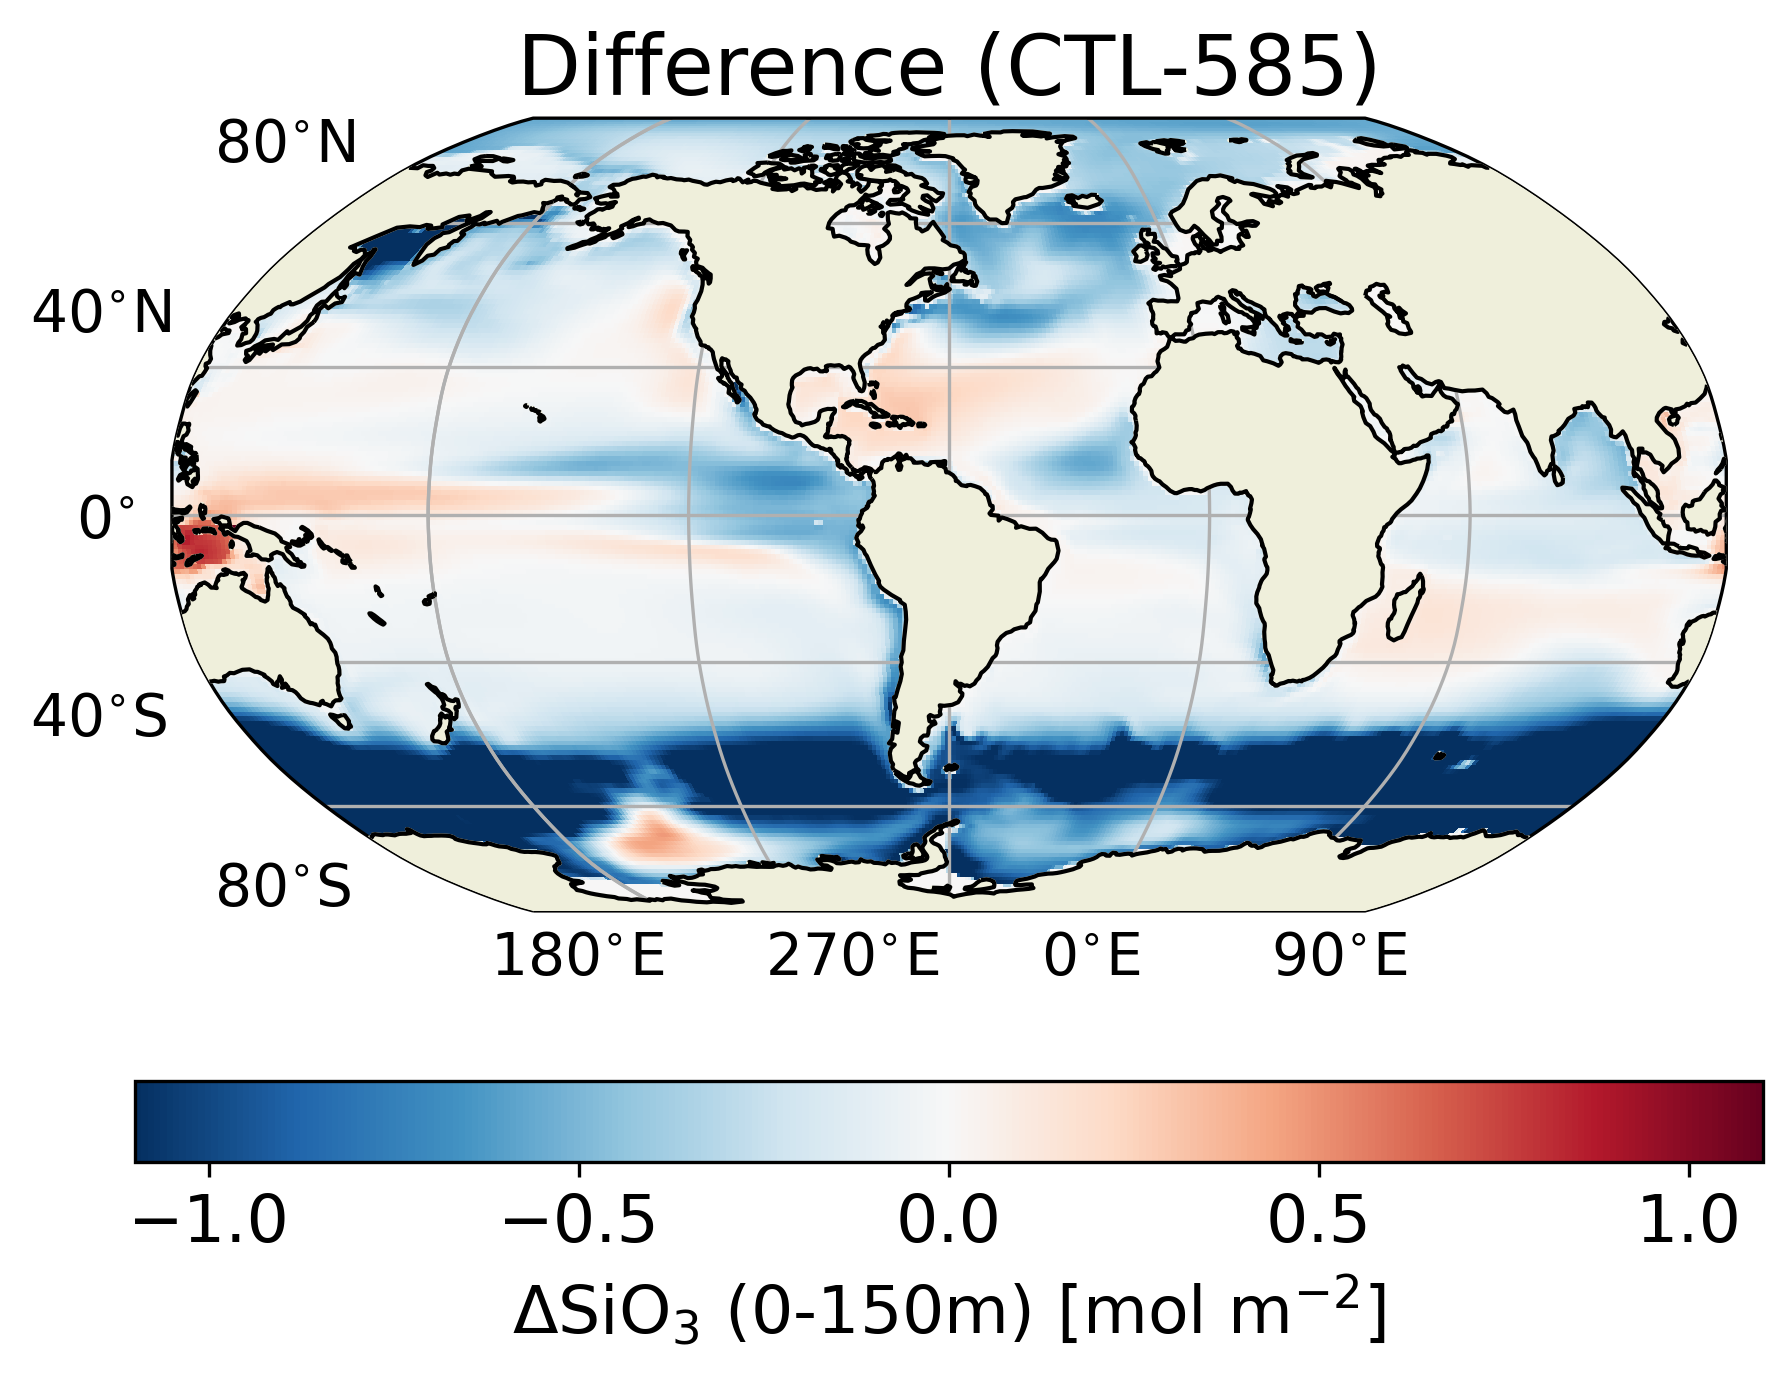 Difference (CTL-585)
80°N
40°N
0°
40°S
80°S
180°E 270°E 0°E 90°E
−1.0 −0.5 0.0 0.5 1.0
ΔSiO₃ (0-150m) [mol m⁻²]